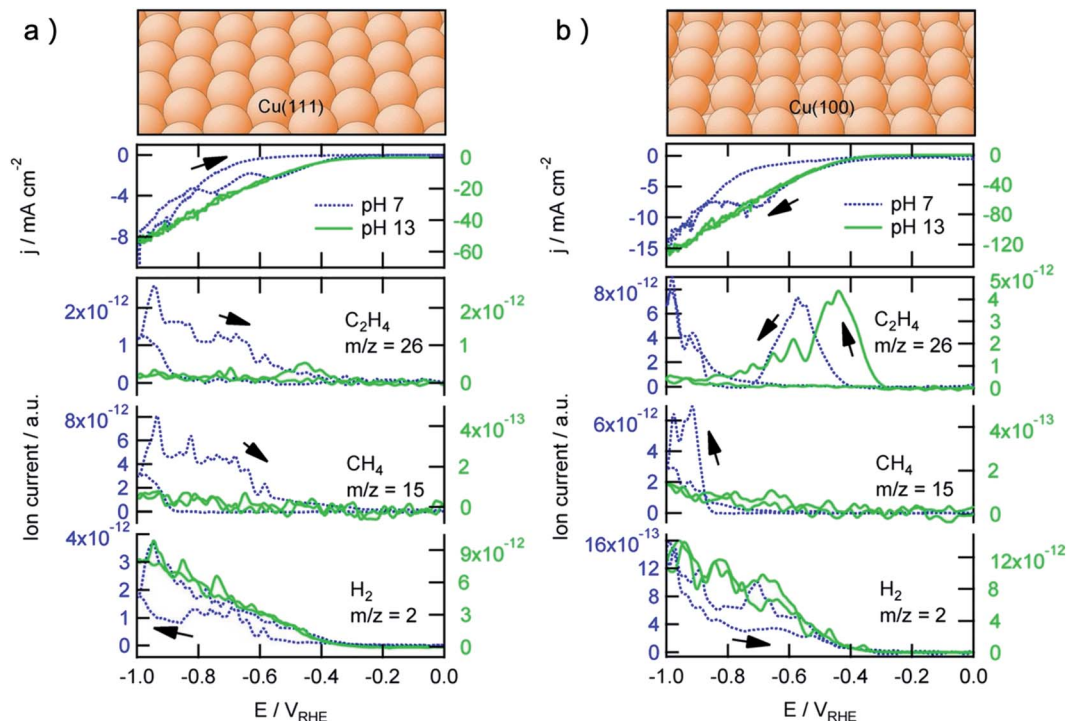 a )
Cu(111)
j / mA cm-2
0
-4
-8
0
-20
-40
-60
pH 7
pH 13
2x10-12
1
0
2x10-12
1
0
C2H4
m/z = 26
Ion current / a.u.
8x10-12
6
4
2
0
4x10-13
2
0
CH4
m/z = 15
4x10-12
3
2
1
0
9x10-12
6
3
0
H2
m/z = 2
-1.0 -0.8 -0.6 -0.4 -0.2 0.0
E / VRHE
b )
Cu(100)
j / mA cm-2
0
-5
-10
-15
0
-40
-80
-120
pH 7
pH 13
8x10-12
6
4
2
0
5x10-12
4
3
2
1
0
C2H4
m/z = 26
Ion current / a.u.
6x10-12
4
2
0
4x10-13
2
1
0
CH4
m/z = 15
16x10-13
12
8
4
0
12x10-12
8
4
0
H2
m/z = 2
-1.0 -0.8 -0.6 -0.4 -0.2 0.0
E / VRHE